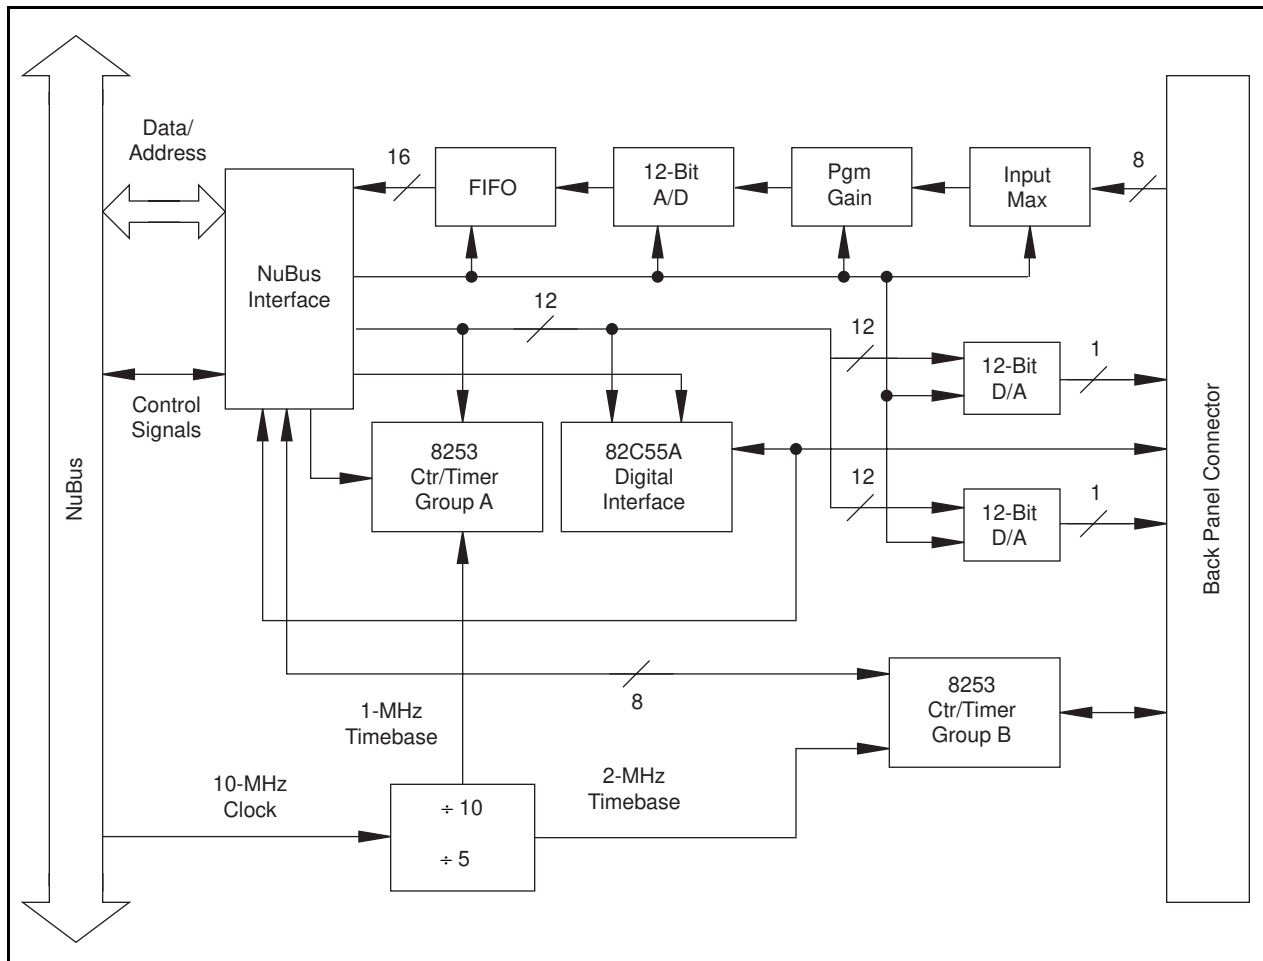 Data/
Address
16
FIFO
12-Bit
A/D
Pgm
Gain
Input
Max
8
NuBus
Interface
12
12
12-Bit
D/A
1
Control
Signals
8253
Ctr/Timer
Group A
82C55A
Digital
Interface
12
12-Bit
D/A
1
NuBus
Back Panel Connector
8
8253
Ctr/Timer
Group B
1-MHz
Timebase
10-MHz
Clock
÷ 10
÷ 5
2-MHz
Timebase